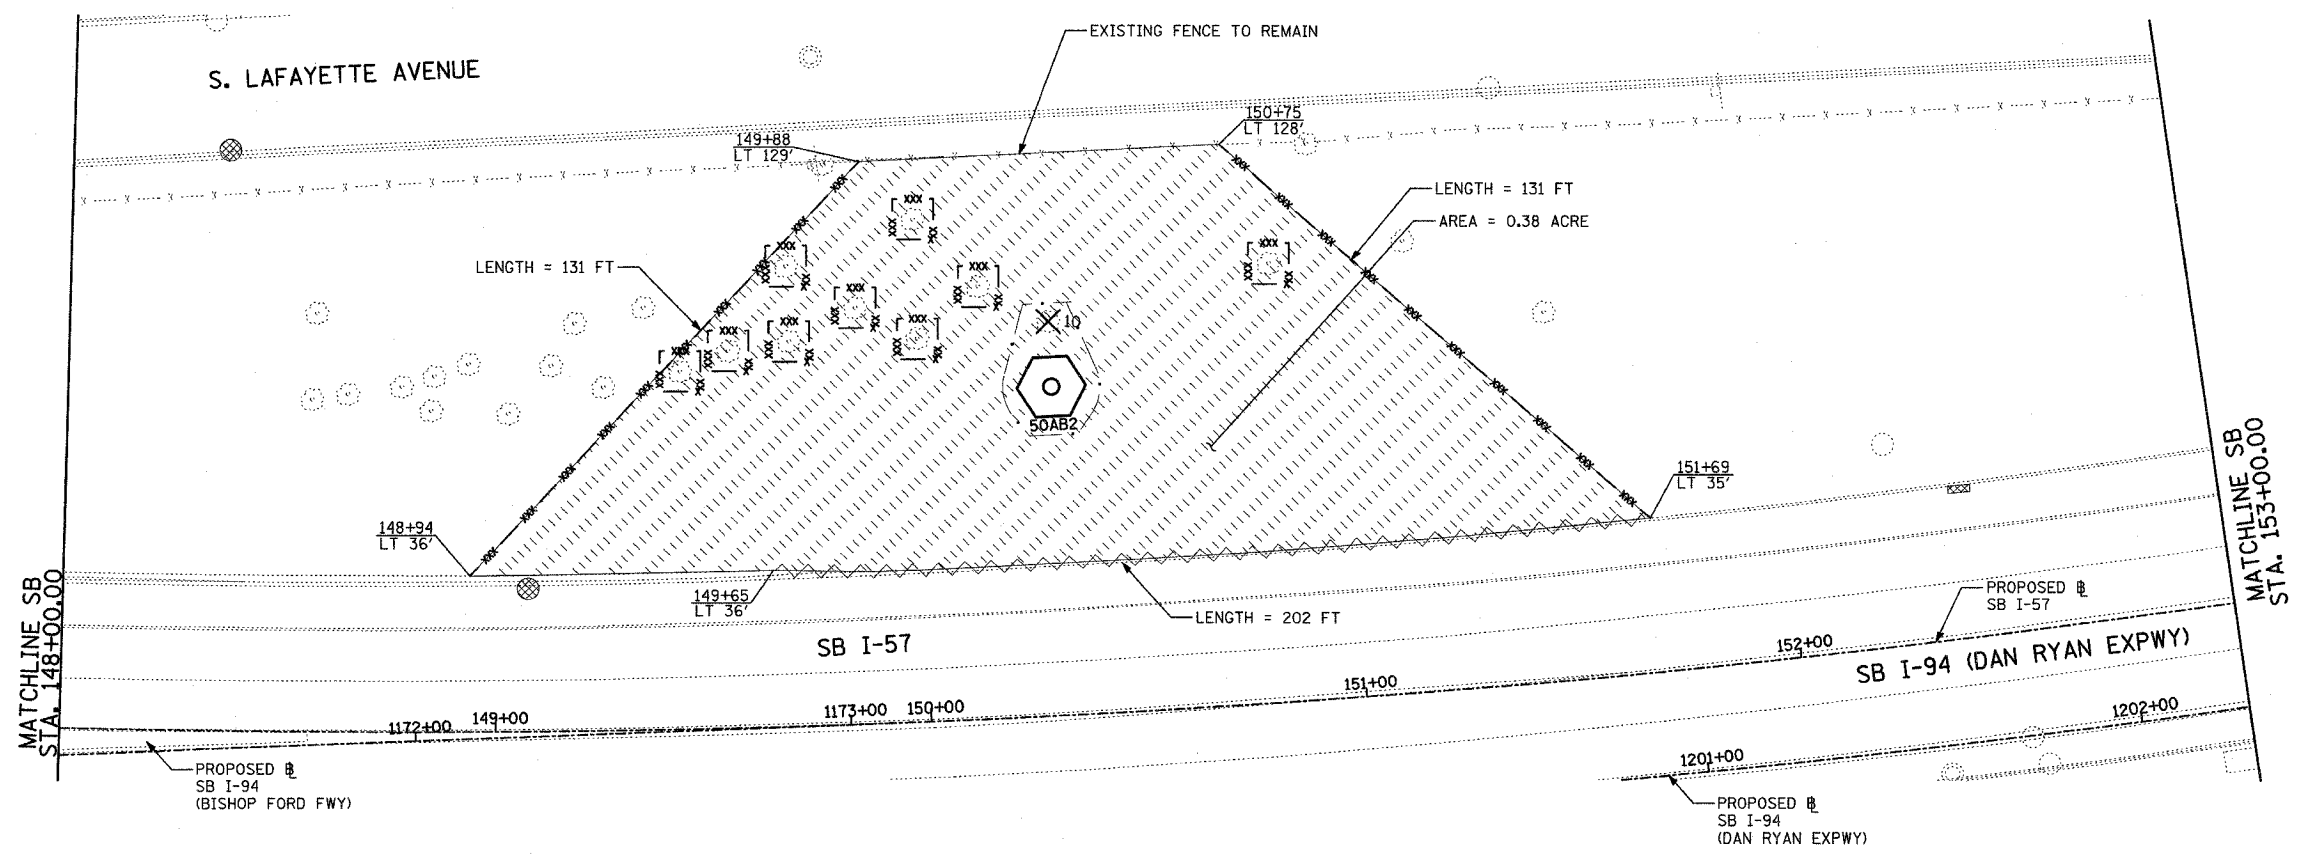 EXISTING FENCE TO REMAIN
S. LAFAYETTE AVENUE
150+75
LT 128'
149+88
LT 129'
LENGTH = 131 FT
AREA = 0.38 ACRE
LENGTH = 131 FT
10
50AB2
151+69
LT 35'
148+94
LT 36'
149+65
LT 36'
LENGTH = 202 FT
MATCHLINE SB
STA. 148+00.00
MATCHLINE SB
STA. 153+00.00
PROPOSED B
SB I-57
SB I-57
152+00
SB I-94 (DAN RYAN EXPWY)
151+00
1173+00
150+00
1172+00
149+00
1202+00
1201+00
PROPOSED B
SB I-94
(BISHOP FORD FWY)
PROPOSED B
SB I-94
(DAN RYAN EXPWY)